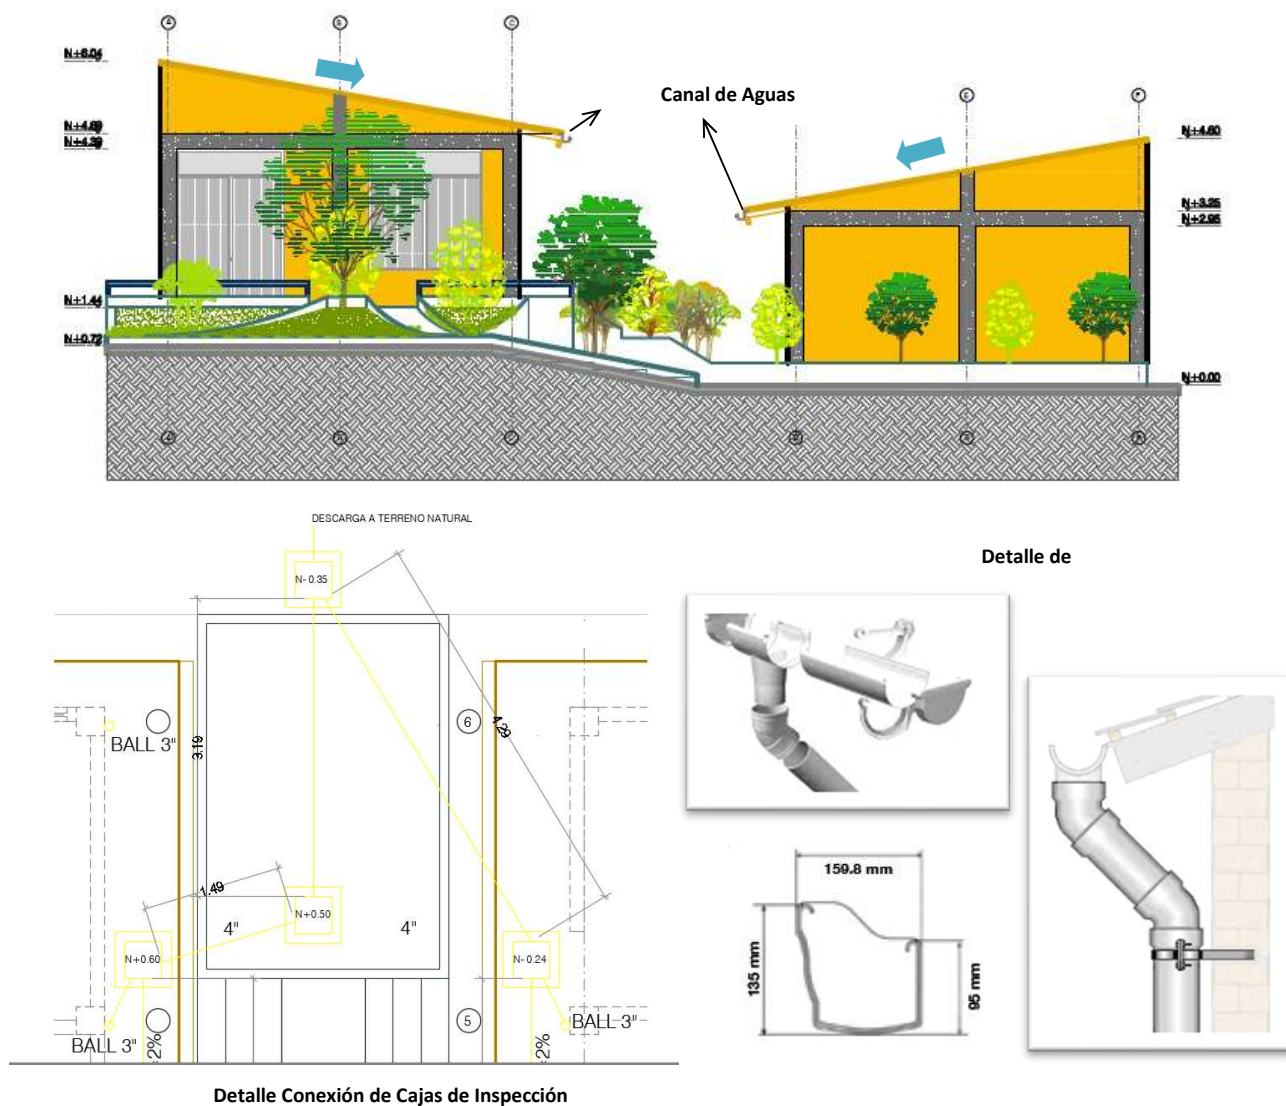 A
B
C
N+6.04
Canal de Aguas
E
F
N+4.69
N+4.39
N+4.60
N+3.25
N+2.95
N+1.44
N+0.72
N+0.00
A
B
C
D
E
DESCARGA A TERRENO NATURAL
N- 0.35
Detalle de
3.19
4.29
6
BALL 3"
1.49
4"
N+0.50
4"
N+0.60
N- 0.24
BALL 3"
2%
5
2%
BALL 3"
159.8 mm
135 mm
95 mm
Detalle Conexión de Cajas de Inspección